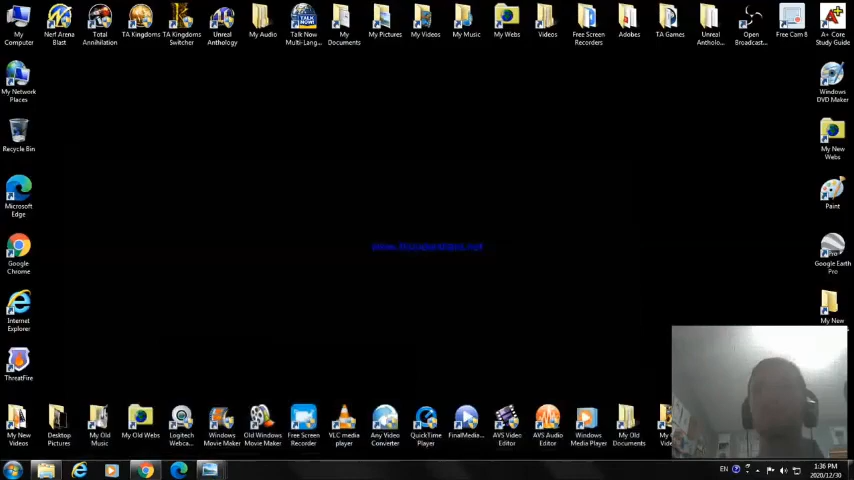 My Computer
Nerf Arena Blast
Total Annihilation
TA Kingdoms
TA Kingdoms Switcher
Unreal Anthology
My Audio
Talk Now Multi-Lang...
My Documents
My Pictures
My Videos
My Music
My Webs
Videos
Free Screen Recorders
Adobes
TA Games
Unreal Antholo...
Open Broadcast...
Free Cam 8
A+ Core Study Guide
My Network Places
Windows DVD Maker
Recycle Bin
My New Webs
Microsoft Edge
Paint
Google Chrome
Google Earth Pro
Internet Explorer
My New
ThreatFire
My New Videos
Desktop Pictures
My Old Music
My Old Webs
Logitech Webca...
Windows Movie Maker
Old Windows Movie Maker
Free Screen Recorder
VLC media player
Any Video Converter
QuickTime Player
FinalMedia...
AVS Video Editor
AVS Audio Editor
Windows Media Player
My Old Documents
EN
1:36 PM
2020/12/30